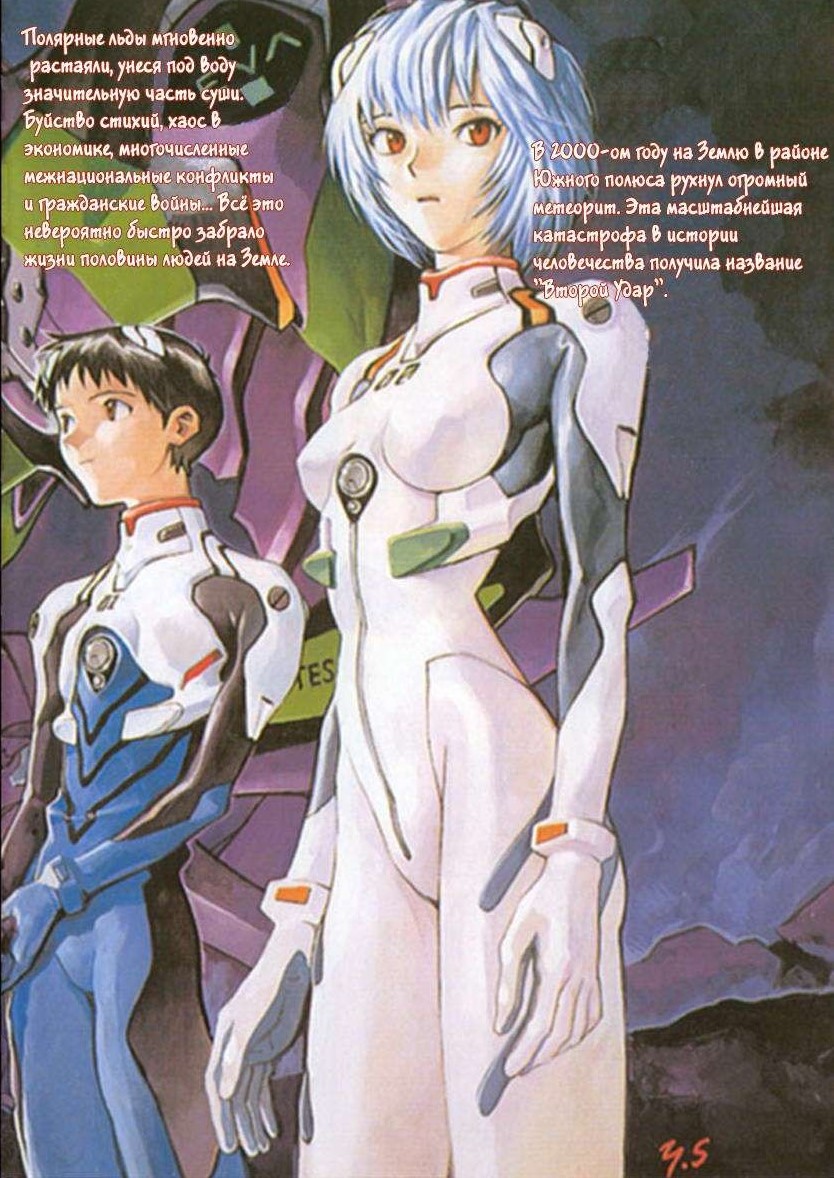 В 2000-ом году на Землю в районе
Южного полюса рухнул огромный
метеорит. Эта масштабнейшая
катастрофа в истории
человечества получила название
"Второй Удар".
Полярные льды мгновенно
растаяли, унеся под воду
значительную часть суши.
Буйство стихий, хаос в
экономике, многочисленные
межнациональные конфликты
и гражданские войны... Всё это
невероятно быстро забрало
жизни половины людей на Земле.
EVA
00
01
TES
Y.S